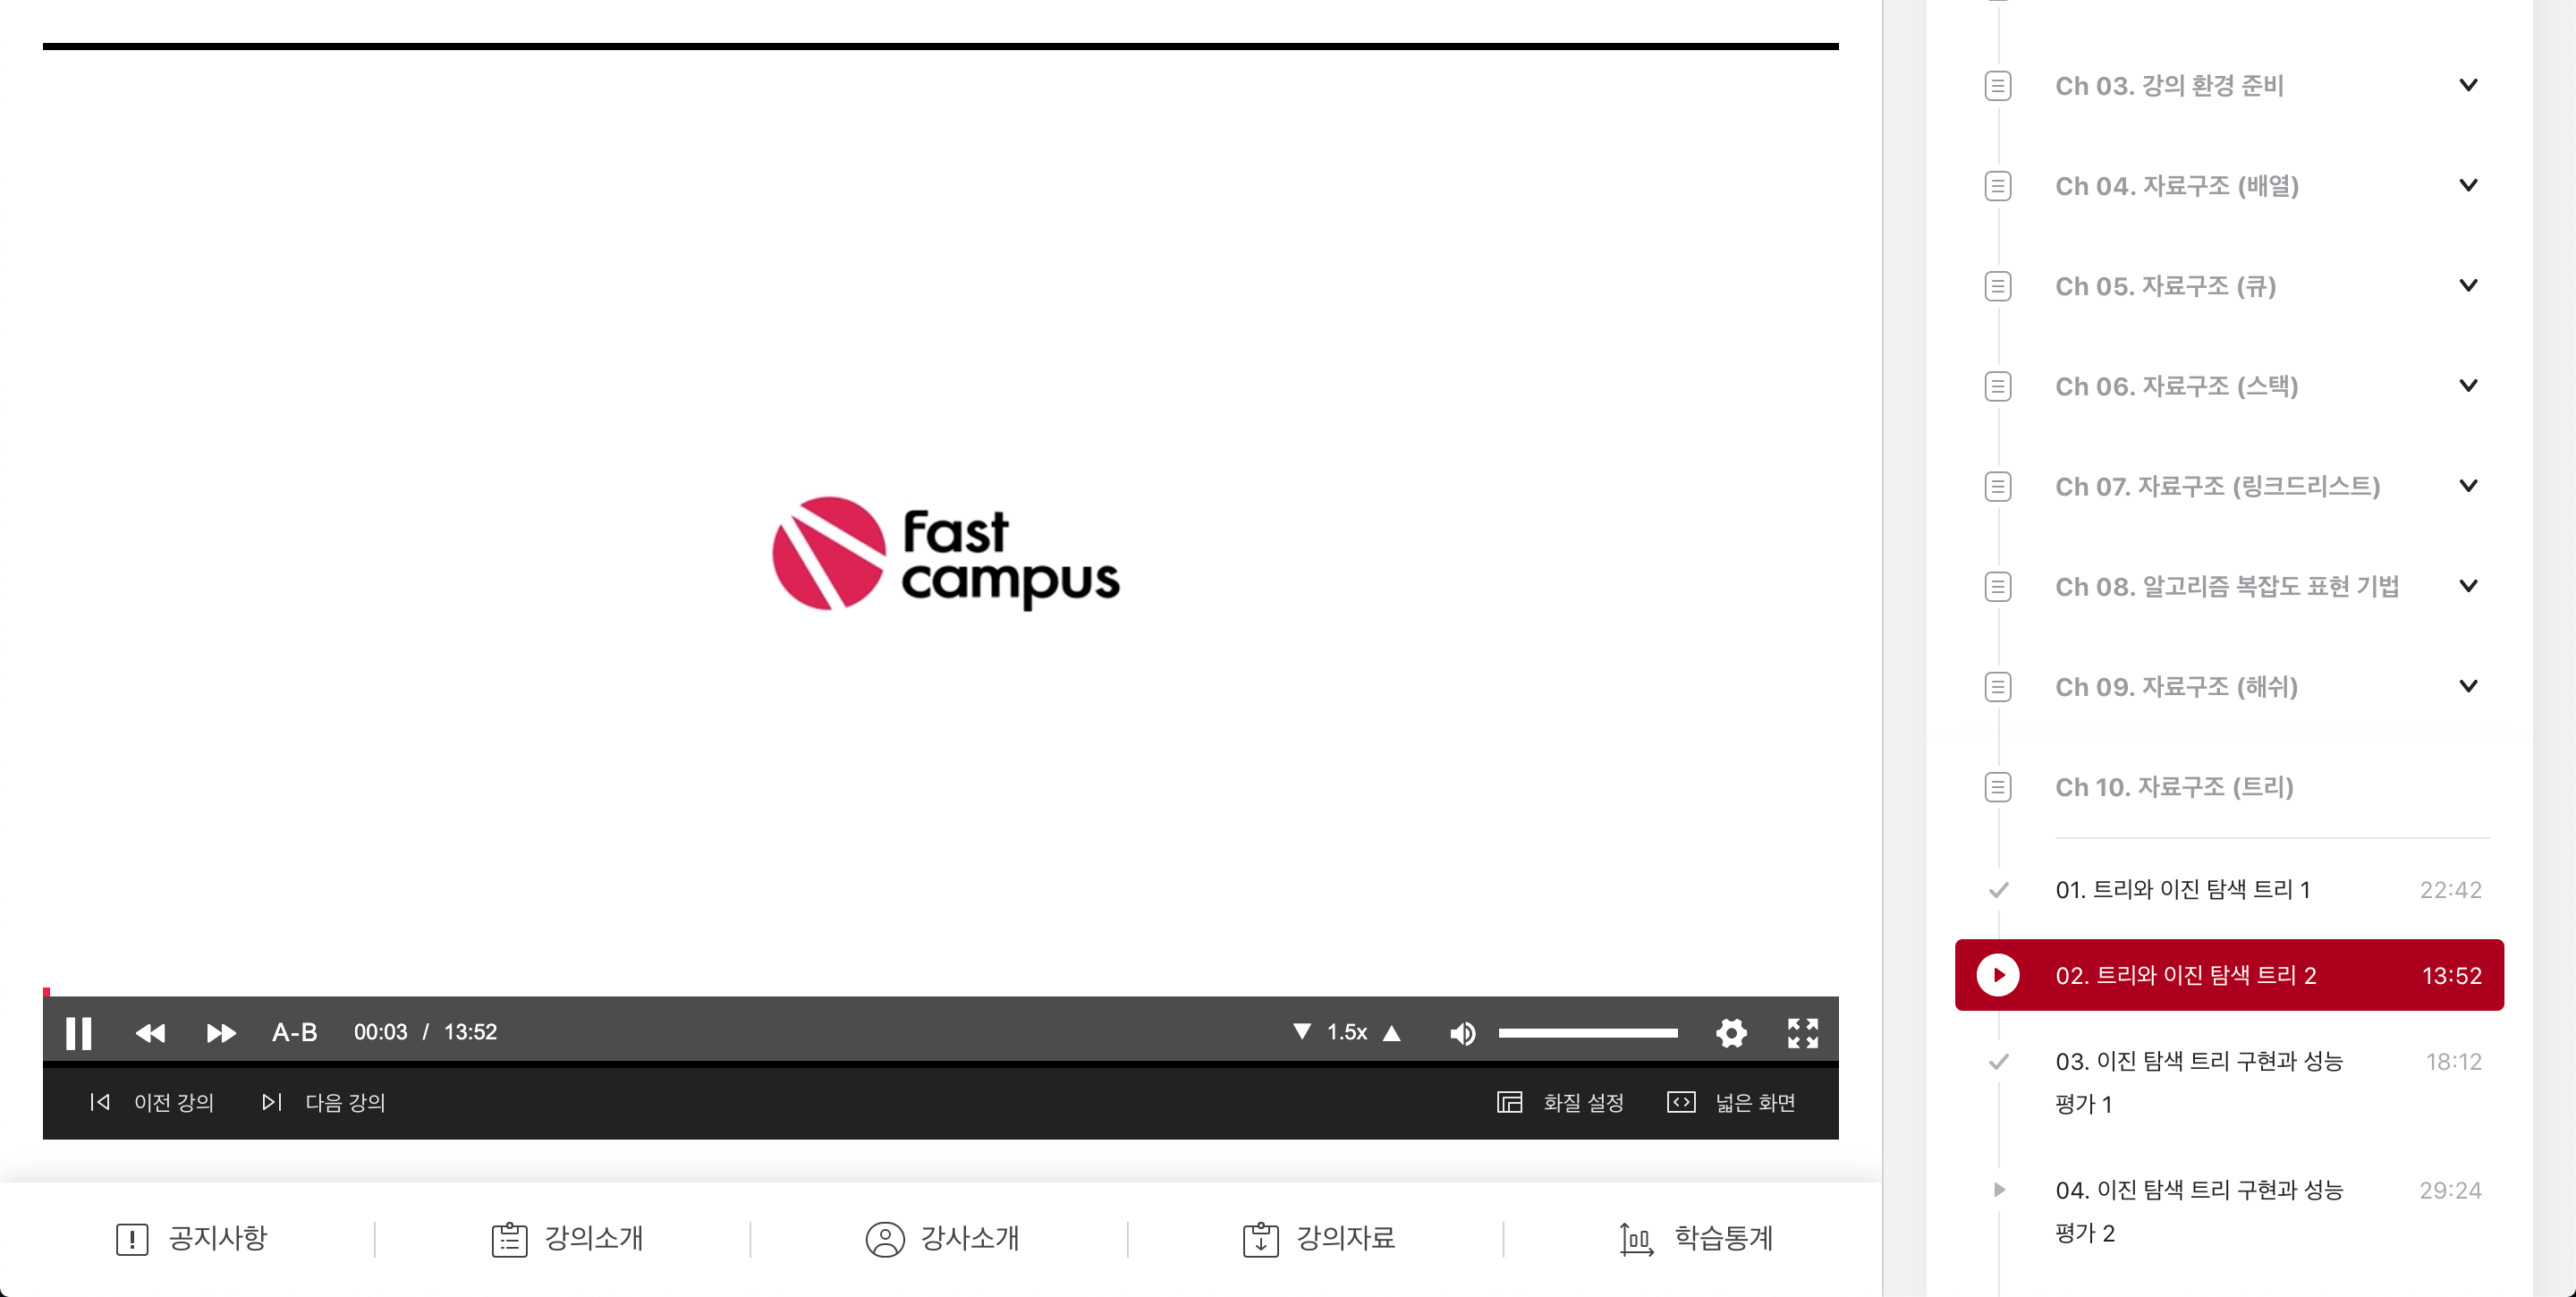 Fast
campus
A-B 00:03 / 13:52 1.5x
이전 강의 다음 강의 화질 설정 넓은 화면
공지사항 강의소개 강사소개 강의자료 학습통계
Ch 03. 강의 환경 준비
Ch 04. 자료구조 (배열)
Ch 05. 자료구조 (큐)
Ch 06. 자료구조 (스택)
Ch 07. 자료구조 (링크드리스트)
Ch 08. 알고리즘 복잡도 표현 기법
Ch 09. 자료구조 (해쉬)
Ch 10. 자료구조 (트리)
01. 트리와 이진 탐색 트리 1 22:42
02. 트리와 이진 탐색 트리 2 13:52
03. 이진 탐색 트리 구현과 성능 18:12
평가 1
04. 이진 탐색 트리 구현과 성능 29:24
평가 2